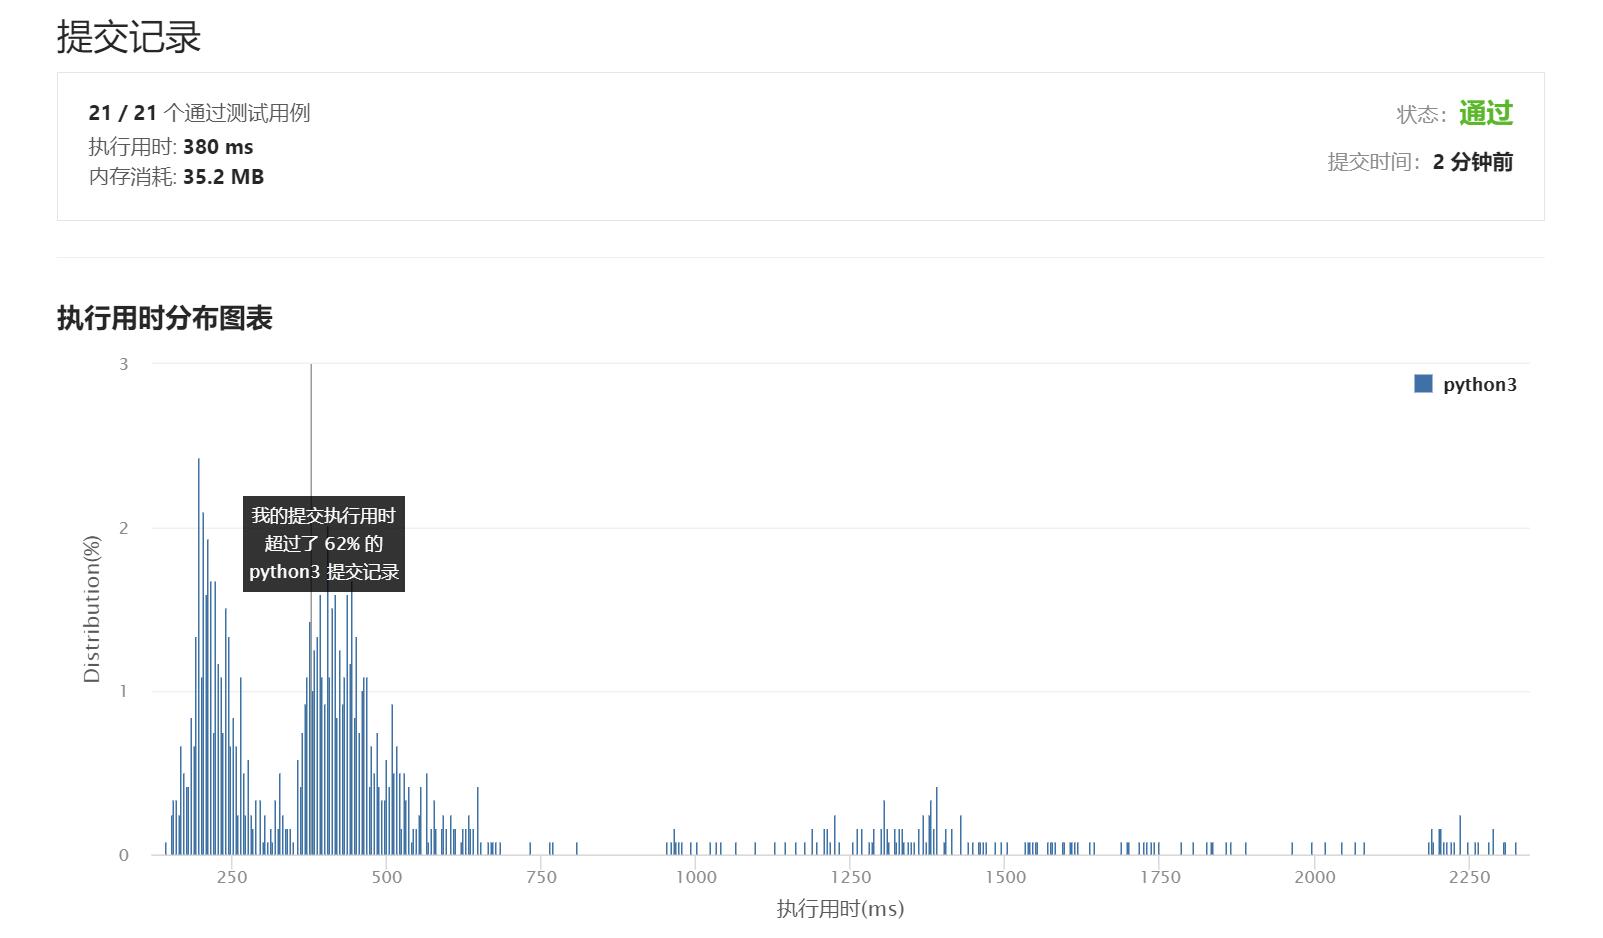 提交记录
21 / 21 个通过测试用例
状态：通过
执行用时: 380 ms
提交时间：2 分钟前
内存消耗: 35.2 MB
执行用时分布图表
3
python3
我的提交执行用时
超过了 62% 的
python3 提交记录
2
Distribution(%)
1
0
250 500 750 1000 1250 1500 1750 2000 2250
执行用时(ms)